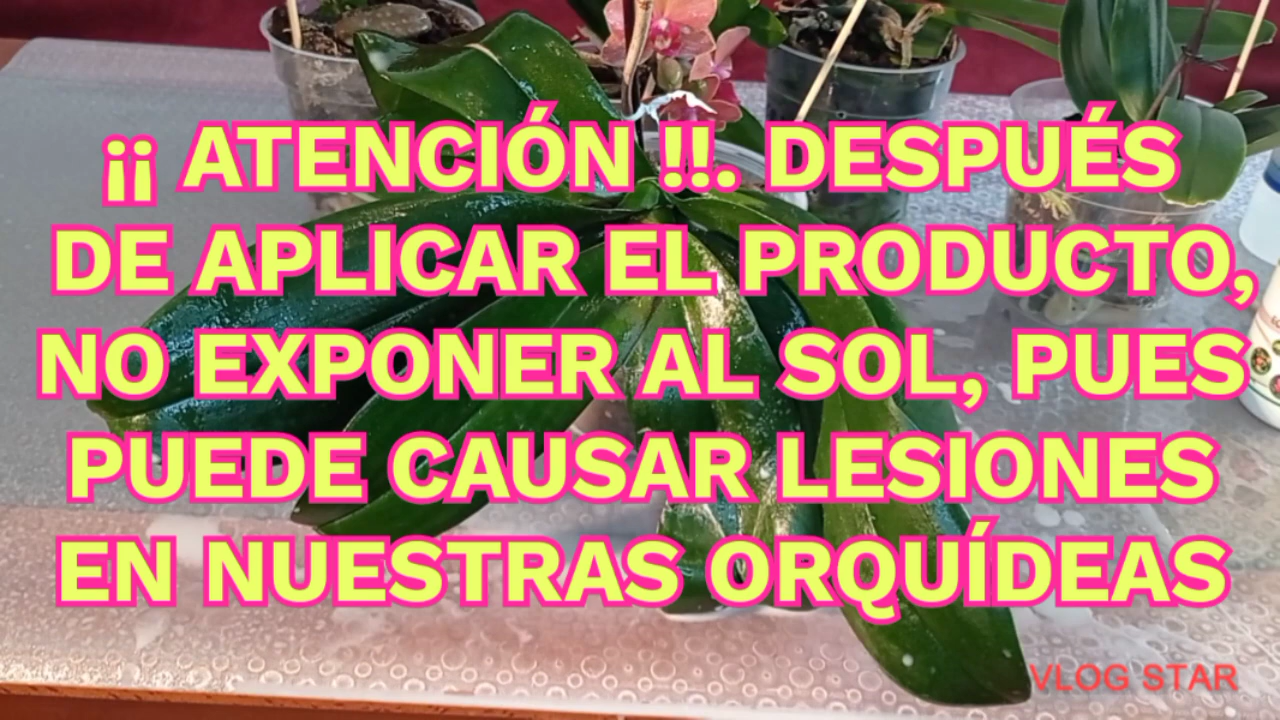 ¡¡ ATENCIÓN !!. DESPUÉS
DE APLICAR EL PRODUCTO,
NO EXPONER AL SOL, PUES
PUEDE CAUSAR LESIONES
EN NUESTRAS ORQUÍDEAS
VLOG STAR